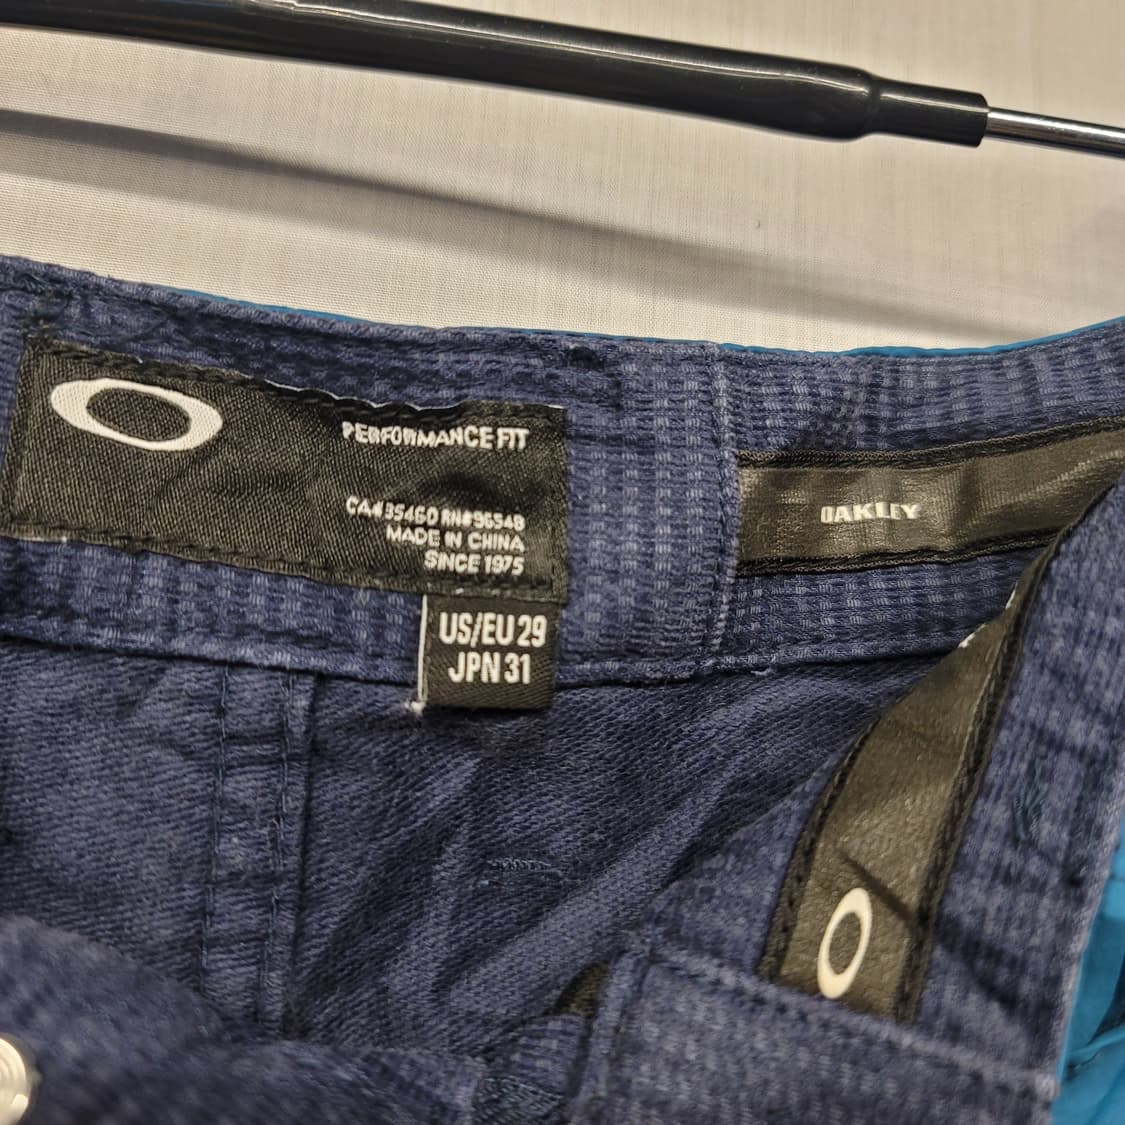 PERFORMANCE FIT
CA# 35460 RN# 96548
MADE IN CHINA
SINCE 1975
US/EU 29
JPN 31
OAKLEY